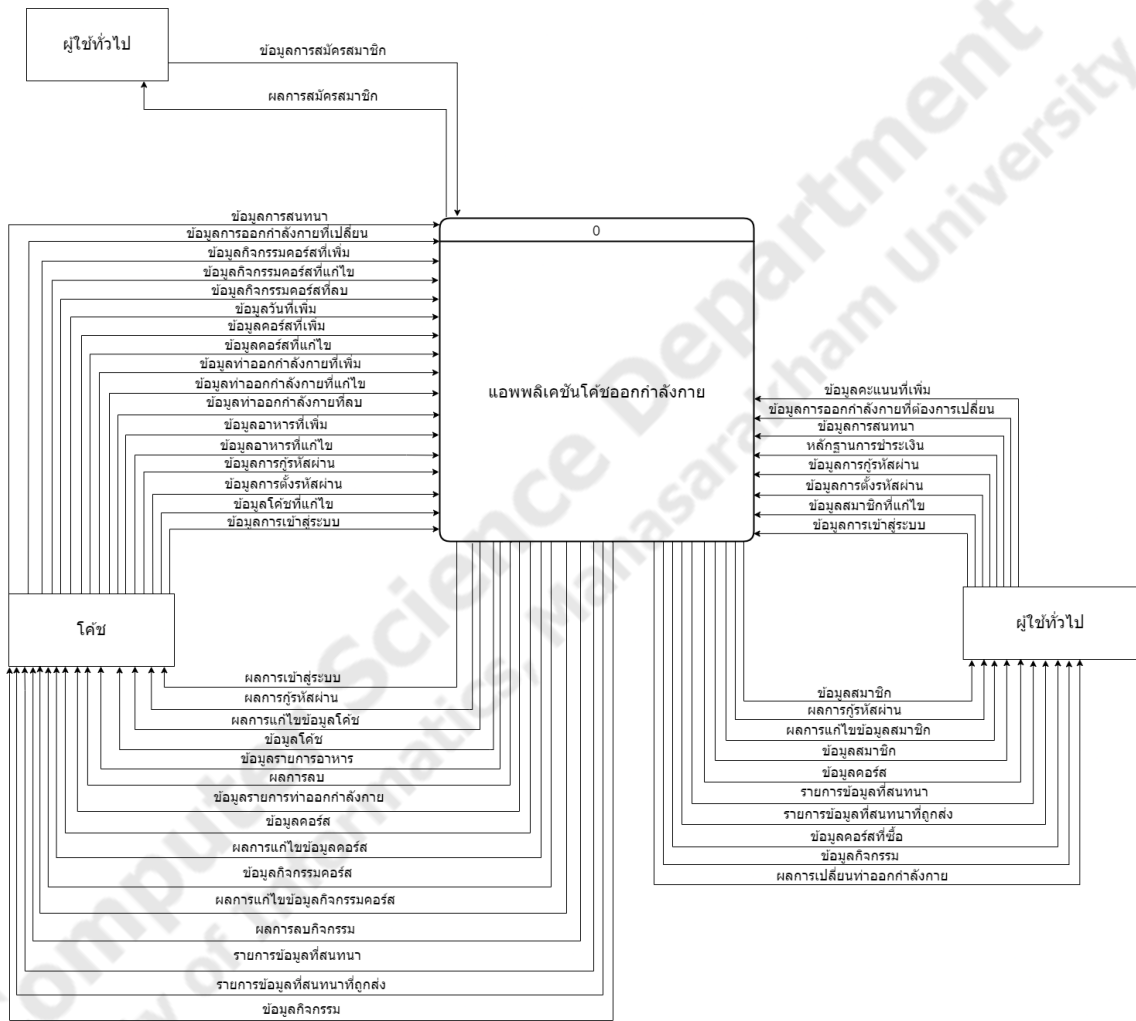 ผู้ใช้ทั่วไป
ข้อมูลการสมัครสมาชิก
ผลการสมัครสมาชิก
0
แอพพลิเคชันโค้ชออกกำลังกาย
ข้อมูลการสนทนา
ข้อมูลการออกกำลังกายที่เปลี่ยน
ข้อมูลกิจกรรมคอร์สที่เพิ่ม
ข้อมูลกิจกรรมคอร์สที่แก้ไข
ข้อมูลกิจกรรมคอร์สที่ลบ
ข้อมูลวันที่เพิ่ม
ข้อมูลคอร์สที่เพิ่ม
ข้อมูลคอร์สที่แก้ไข
ข้อมูลท่าออกกำลังกายที่เพิ่ม
ข้อมูลท่าออกกำลังกายที่แก้ไข
ข้อมูลท่าออกกำลังกายที่ลบ
ข้อมูลอาหารที่เพิ่ม
ข้อมูลอาหารที่แก้ไข
ข้อมูลการกู้รหัสผ่าน
ข้อมูลการตั้งรหัสผ่าน
ข้อมูลโค้ชที่แก้ไข
ข้อมูลการเข้าสู่ระบบ
โค้ช
ผลการเข้าสู่ระบบ
ผลการกู้รหัสผ่าน
ผลการแก้ไขข้อมูลโค้ช
ข้อมูลโค้ช
ข้อมูลรายการอาหาร
ผลการลบ
ข้อมูลรายการท่าออกกำลังกาย
ข้อมูลคอร์ส
ผลการแก้ไขข้อมูลคอร์ส
ข้อมูลกิจกรรมคอร์ส
ผลการแก้ไขข้อมูลกิจกรรมคอร์ส
ผลการลบกิจกรรม
รายการข้อมูลที่สนทนา
รายการข้อมูลที่สนทนาที่ถูกส่ง
ข้อมูลกิจกรรม
ข้อมูลคะแนนที่เพิ่ม
ข้อมูลการออกกำลังกายที่ต้องการเปลี่ยน
ข้อมูลการสนทนา
หลักฐานการชำระเงิน
ข้อมูลการกู้รหัสผ่าน
ข้อมูลการตั้งรหัสผ่าน
ข้อมูลสมาชิกที่แก้ไข
ข้อมูลการเข้าสู่ระบบ
ผู้ใช้ทั่วไป
ข้อมูลสมาชิก
ผลการกู้รหัสผ่าน
ผลการแก้ไขข้อมูลสมาชิก
ข้อมูลสมาชิก
ข้อมูลคอร์ส
รายการข้อมูลที่สนทนา
รายการข้อมูลที่สนทนาที่ถูกส่ง
ข้อมูลคอร์สที่ซื้อ
ข้อมูลกิจกรรม
ผลการเปลี่ยนท่าออกกำลังกาย
Computer Science Department
of Informatics, Mahasarakham University